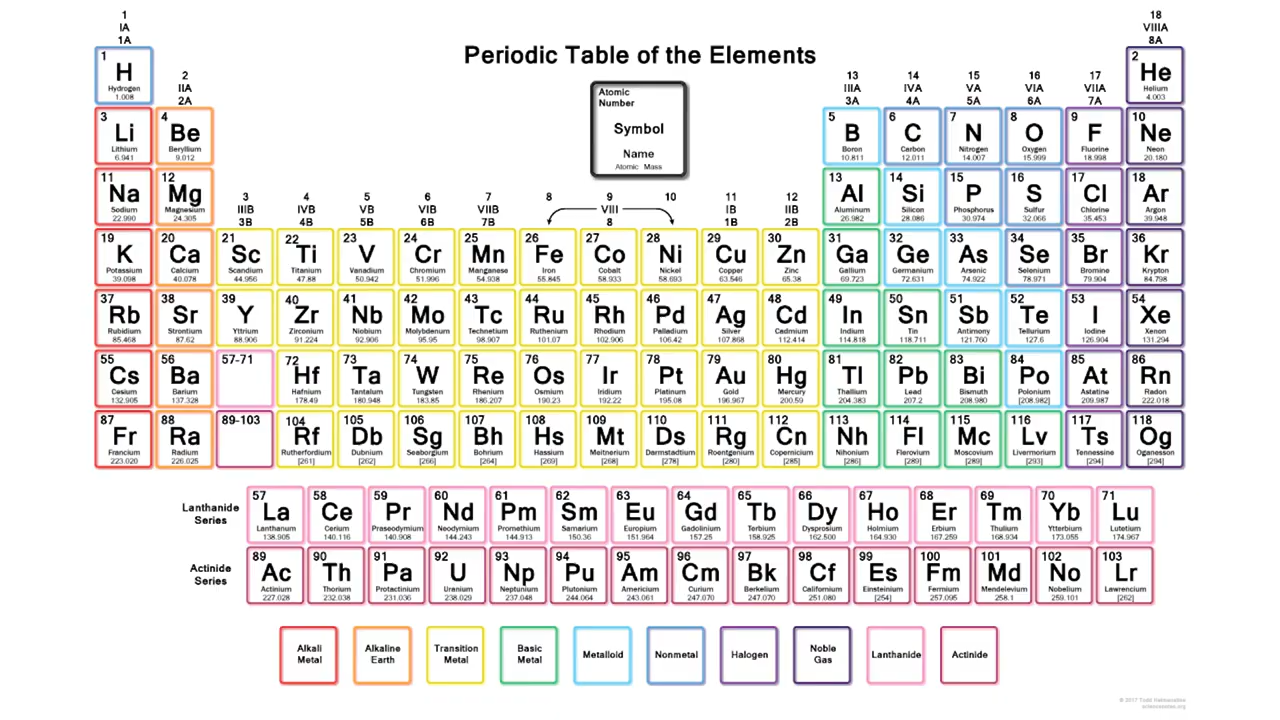 Periodic Table of the Elements
1 18
IA VIIIA
1A 8A
1 H Hydrogen 1.008
2 He Helium 4.003
2 13 14 15 16 17
IIA IIIA IVA VA VIA VIIA
2A 3A 4A 5A 6A 7A
Atomic
Number
Symbol
Name
Atomic Mass
3 Li Lithium 6.941
4 Be Beryllium 9.012
5 B Boron 10.811
6 C Carbon 12.011
7 N Nitrogen 14.007
8 O Oxygen 15.999
9 F Fluorine 18.998
10 Ne Neon 20.180
11 Na Sodium 22.990
12 Mg Magnesium 24.305
13 Al Aluminum 26.982
14 Si Silicon 28.086
15 P Phosphorus 30.974
16 S Sulfur 32.066
17 Cl Chlorine 35.453
18 Ar Argon 39.948
3 4 5 6 7 8 9 10 11 12
IIIB IVB VB VIB VIIB VIII IB IIB
3B 4B 5B 6B 7B 8 1B 2B
19 K Potassium 39.098
20 Ca Calcium 40.078
21 Sc Scandium 44.956
22 Ti Titanium 47.88
23 V Vanadium 50.942
24 Cr Chromium 51.996
25 Mn Manganese 54.938
26 Fe Iron 55.845
27 Co Cobalt 58.933
28 Ni Nickel 58.693
29 Cu Copper 63.546
30 Zn Zinc 65.38
31 Ga Gallium 69.723
32 Ge Germanium 72.631
33 As Arsenic 74.922
34 Se Selenium 78.971
35 Br Bromine 79.904
36 Kr Krypton 84.798
37 Rb Rubidium 85.468
38 Sr Strontium 87.62
39 Y Yttrium 88.906
40 Zr Zirconium 91.224
41 Nb Niobium 92.906
42 Mo Molybdenum 95.95
43 Tc Technetium 98.907
44 Ru Ruthenium 101.07
45 Rh Rhodium 102.906
46 Pd Palladium 106.42
47 Ag Silver 107.868
48 Cd Cadmium 112.414
49 In Indium 114.818
50 Sn Tin 118.711
51 Sb Antimony 121.760
52 Te Tellurium 127.6
53 I Iodine 126.904
54 Xe Xenon 131.294
55 Cs Cesium 132.905
56 Ba Barium 137.328
57-71
72 Hf Hafnium 178.49
73 Ta Tantalum 180.948
74 W Tungsten 183.85
75 Re Rhenium 186.207
76 Os Osmium 190.23
77 Ir Iridium 192.22
78 Pt Platinum 195.08
79 Au Gold 196.967
80 Hg Mercury 200.59
81 Tl Thallium 204.383
82 Pb Lead 207.2
83 Bi Bismuth 208.980
84 Po Polonium [208.982]
85 At Astatine 209.987
86 Rn Radon 222.018
87 Fr Francium 223.020
88 Ra Radium 226.025
89-103
104 Rf Rutherfordium [261]
105 Db Dubnium [262]
106 Sg Seaborgium [266]
107 Bh Bohrium [264]
108 Hs Hassium [269]
109 Mt Meitnerium [268]
110 Ds Darmstadtium [278]
111 Rg Roentgenium [280]
112 Cn Copernicium [285]
113 Nh Nihonium [286]
114 Fl Flerovium [289]
115 Mc Moscovium [289]
116 Lv Livermorium [293]
117 Ts Tennessine [294]
118 Og Oganesson [294]
Lanthanide
Series
57 La Lanthanum 138.905
58 Ce Cerium 140.116
59 Pr Praseodymium 140.908
60 Nd Neodymium 144.243
61 Pm Promethium 144.913
62 Sm Samarium 150.36
63 Eu Europium 151.964
64 Gd Gadolinium 157.25
65 Tb Terbium 158.925
66 Dy Dysprosium 162.500
67 Ho Holmium 164.930
68 Er Erbium 167.259
69 Tm Thulium 168.934
70 Yb Ytterbium 173.055
71 Lu Lutetium 174.967
Actinide
Series
89 Ac Actinium 227.028
90 Th Thorium 232.038
91 Pa Protactinium 231.036
92 U Uranium 238.029
93 Np Neptunium 237.048
94 Pu Plutonium 244.064
95 Am Americium 243.061
96 Cm Curium 247.070
97 Bk Berkelium 247.070
98 Cf Californium 251.080
99 Es Einsteinium [254]
100 Fm Fermium 257.095
101 Md Mendelevium 258.1
102 No Nobelium 259.101
103 Lr Lawrencium [262]
Alkali
Metal
Alkaline
Earth
Transition
Metal
Basic
Metal
Metalloid
Nonmetal
Halogen
Noble
Gas
Lanthanide
Actinide
© 2017 Todd Helmenstine
sciencenotes.org